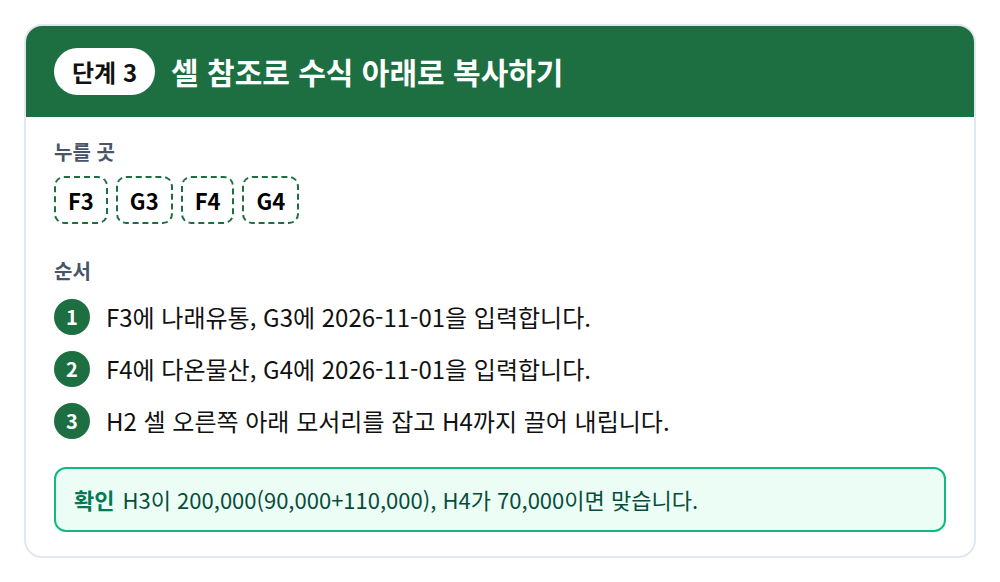 단계 3 셀 참조로 수식 아래로 복사하기
누를 곳
F3 G3 F4 G4
순서
1 F3에 나래유통, G3에 2026-11-01을 입력합니다.
2 F4에 다온물산, G4에 2026-11-01을 입력합니다.
3 H2 셀 오른쪽 아래 모서리를 잡고 H4까지 끌어 내립니다.
확인 H3이 200,000(90,000+110,000), H4가 70,000이면 맞습니다.